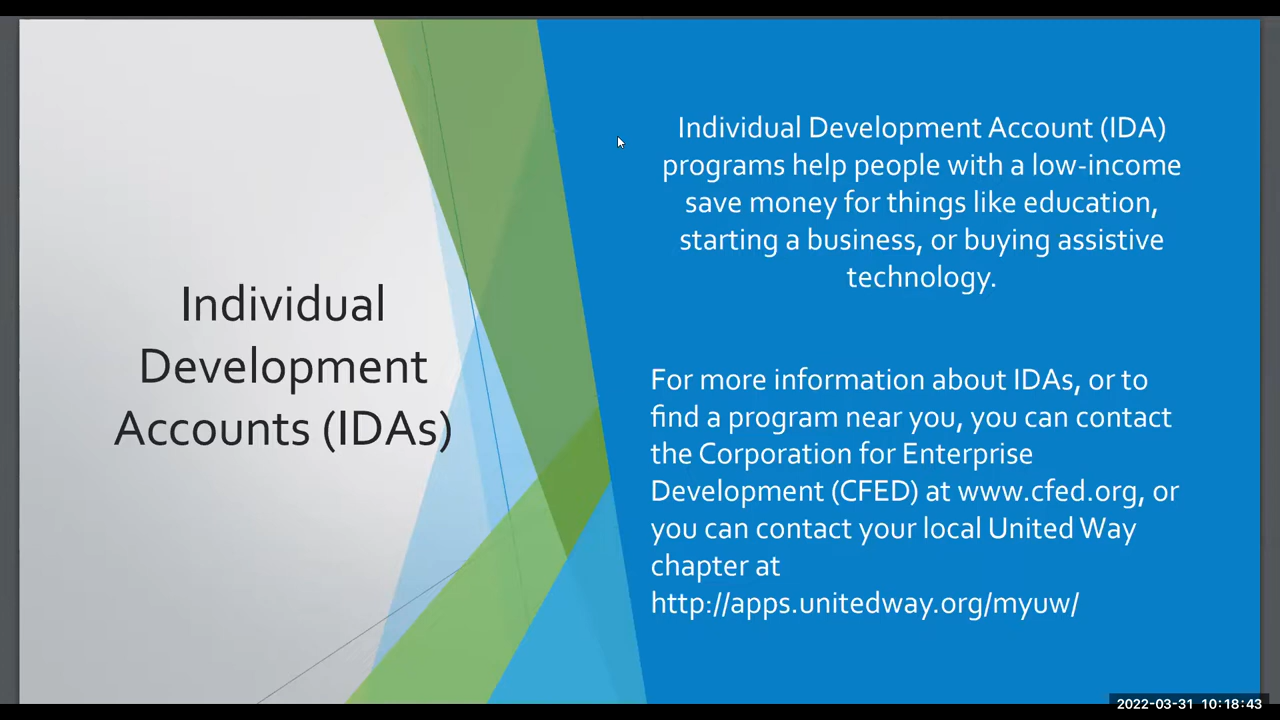 Individual
Development
Accounts (IDAs)
Individual Development Account (IDA)
programs help people with a low-income
save money for things like education,
starting a business, or buying assistive
technology.
For more information about IDAs, or to
find a program near you, you can contact
the Corporation for Enterprise
Development (CFED) at www.cfed.org, or
you can contact your local United Way
chapter at
http://apps.unitedway.org/myuw/
2022-03-31 10:18:43